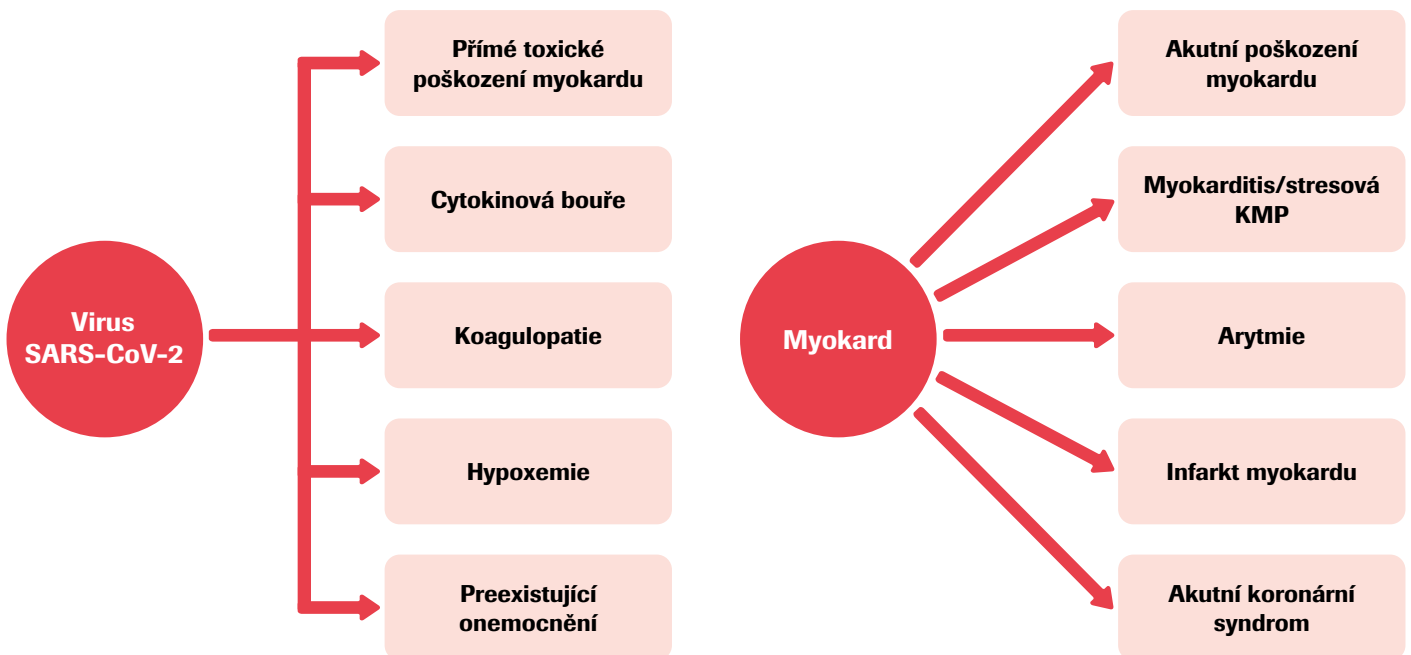 Virus
SARS-CoV-2
Přímé toxické
poškození myokardu
Cytokinová bouře
Koagulopatie
Hypoxemie
Preexistující
onemocnění
Myokard
Akutní poškození
myokardu
Myokarditis/stresová
KMP
Arytmie
Infarkt myokardu
Akutní koronární
syndrom